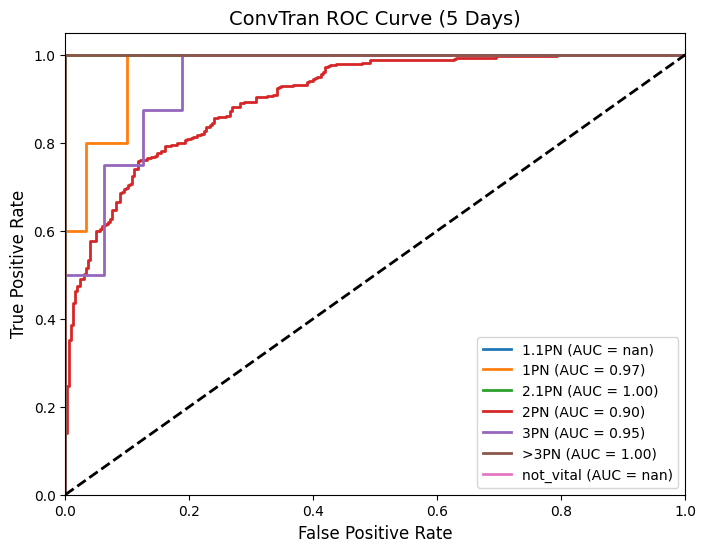 ConvTran ROC Curve (5 Days)
True Positive Rate
1.0
0.8
0.6
0.4
0.2
0.0
1.1PN (AUC = nan)
1PN (AUC = 0.97)
2.1PN (AUC = 1.00)
2PN (AUC = 0.90)
3PN (AUC = 0.95)
>3PN (AUC = 1.00)
not_vital (AUC = nan)
0.0 0.2 0.4 0.6 0.8 1.0
False Positive Rate